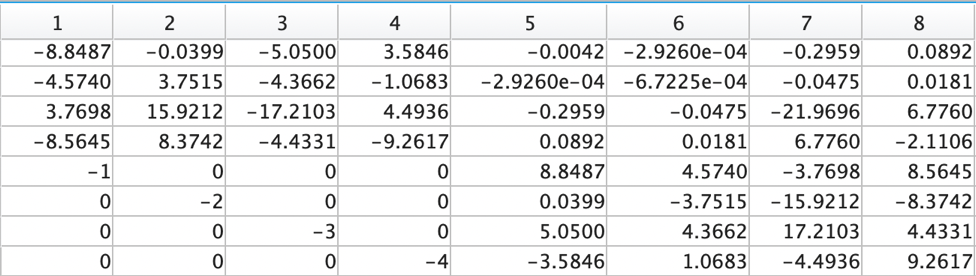 1 2 3 4 5 6 7 8
-8.8487 -0.0399 -5.0500 3.5846 -0.0042 -2.9260e-04 -0.2959 0.0892
-4.5740 3.7515 -4.3662 -1.0683 -2.9260e-04 -6.7225e-04 -0.0475 0.0181
3.7698 15.9212 -17.2103 4.4936 -0.2959 -0.0475 -21.9696 6.7760
-8.5645 8.3742 -4.4331 -9.2617 0.0892 0.0181 6.7760 -2.1106
-1 0 0 0 8.8487 4.5740 -3.7698 8.5645
0 -2 0 0 0.0399 -3.7515 -15.9212 -8.3742
0 0 -3 0 5.0500 4.3662 17.2103 4.4331
0 0 0 -4 -3.5846 1.0683 -4.4936 9.2617